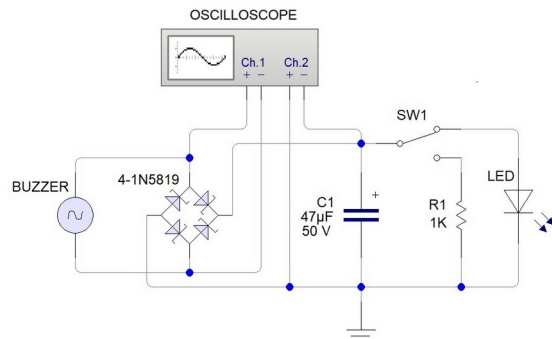 OSCILLOSCOPE
Ch.1 Ch.2
+ − + −
SW1
BUZZER
4-1N5819
LED
+
C1
47µF
50 V
R1
1K